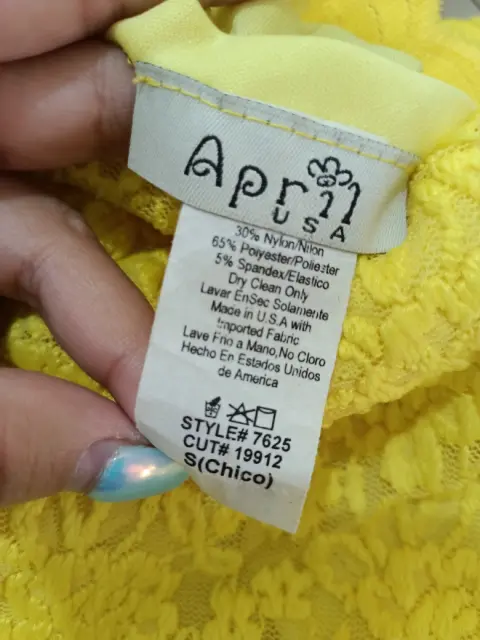 April
USA
30% Nylon/Nilon
65% Polyester/Poliester
5% Spandex/Elastico
Dry Clean Only
Lavar EnSec Solamente
Made in U.S.A with
Imported Fabric
Lave Frio a Mano,No Cloro
Hecho En Estados Unidos
de America
STYLE# 7625
CUT# 19912
S(Chico)